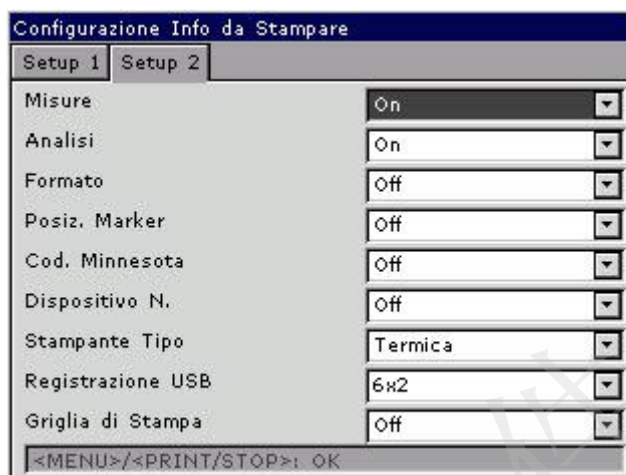 Configurazione Info da Stampare
Setup 1 Setup 2
Misure On
Analisi On
Formato Off
Posiz. Marker Off
Cod. Minnesota Off
Dispositivo N. Off
Stampante Tipo Termica
Registrazione USB 6x2
Griglia di Stampa Off
<MENU>/<PRINT/STOP>: OK